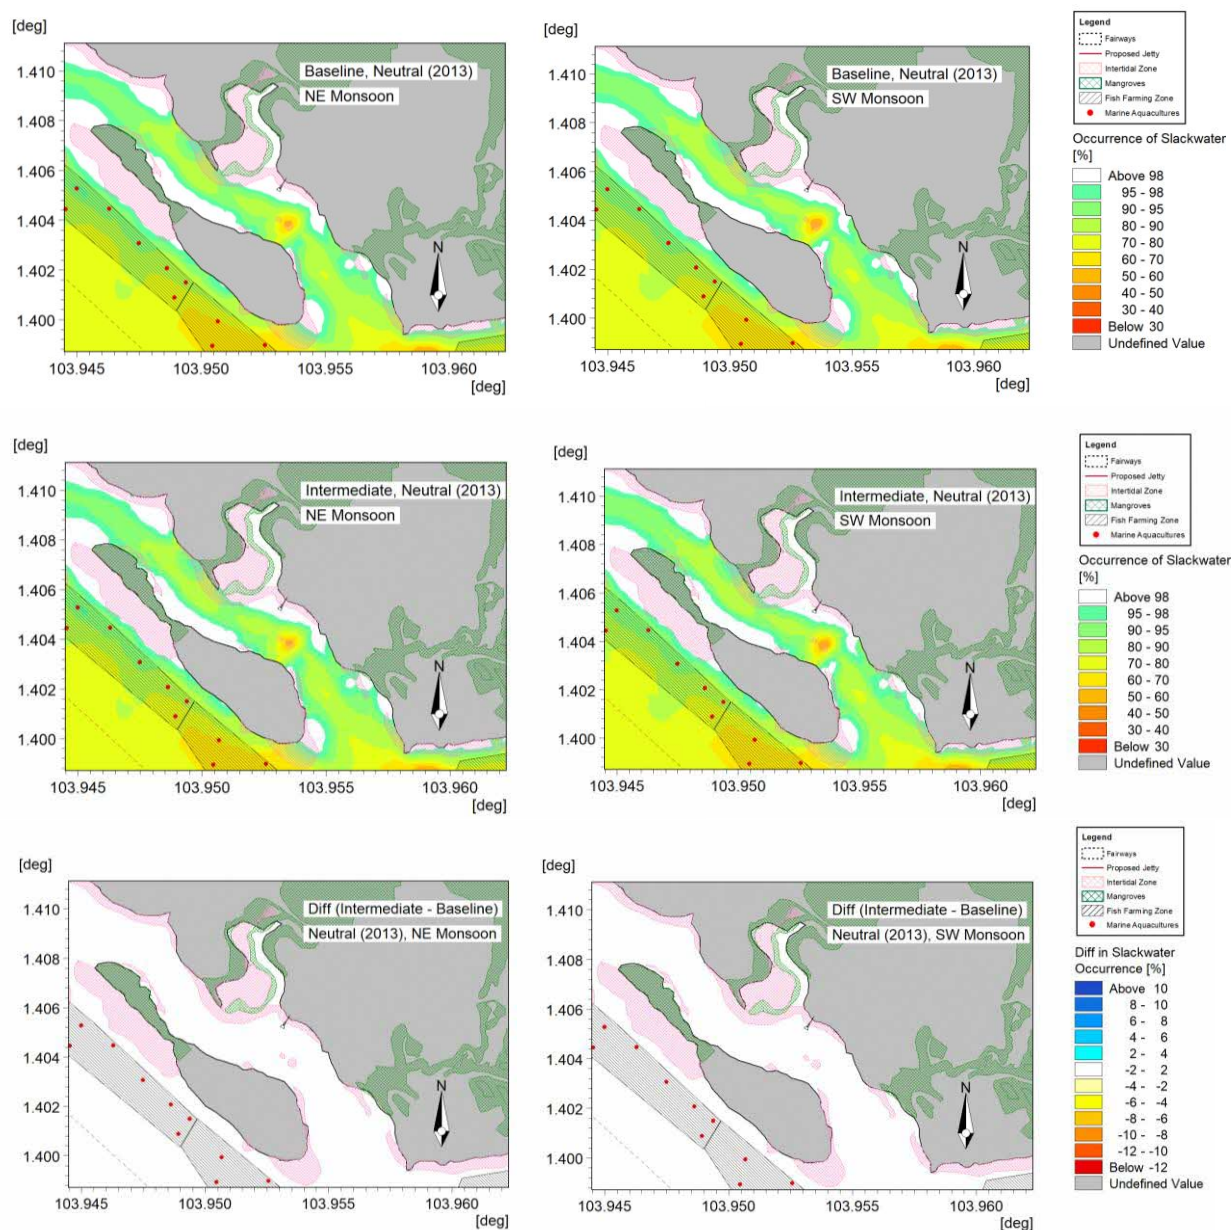 [deg]
1.410
1.408
1.406
1.404
1.402
1.400
Baseline, Neutral (2013)
NE Monsoon
N
103.945
103.950
103.955
103.960
[deg]
[deg]
1.410
1.408
1.406
1.404
1.402
1.400
Baseline, Neutral (2013)
SW Monsoon
N
103.945
103.950
103.955
103.960
[deg]
Legend
Fairways
Proposed Jetty
Intertidal Zone
Mangroves
Fish Farming Zone
Marine Aquacultures
Occurrence of Slackwater
[%]
Above 98
95 - 98
90 - 95
80 - 90
70 - 80
60 - 70
50 - 60
40 - 50
30 - 40
Below 30
Undefined Value
[deg]
1.410
1.408
1.406
1.404
1.402
1.400
Intermediate, Neutral (2013)
NE Monsoon
N
103.945
103.950
103.955
103.960
[deg]
[deg]
1.410
1.408
1.406
1.404
1.402
1.400
Intermediate, Neutral (2013)
SW Monsoon
N
103.945
103.950
103.955
103.960
[deg]
Legend
Fairways
Proposed Jetty
Intertidal Zone
Mangroves
Fish Farming Zone
Marine Aquacultures
Occurrence of Slackwater
[%]
Above 98
95 - 98
90 - 95
80 - 90
70 - 80
60 - 70
50 - 60
40 - 50
30 - 40
Below 30
Undefined Value
[deg]
1.410
1.408
1.406
1.404
1.402
1.400
Diff (Intermediate - Baseline)
Neutral (2013), NE Monsoon
N
103.945
103.950
103.955
103.960
[deg]
[deg]
1.410
1.408
1.406
1.404
1.402
1.400
Diff (Intermediate - Baseline)
Neutral (2013), SW Monsoon
N
103.945
103.950
103.955
103.960
[deg]
Legend
Fairways
Proposed Jetty
Intertidal Zone
Mangroves
Fish Farming Zone
Marine Aquacultures
Diff in Slackwater
Occurrence [%]
Above 10
8 - 10
6 - 8
4 - 6
2 - 4
-2 - 2
-4 - -2
-6 - -4
-8 - -6
-10 - -8
-12 - -10
Below -12
Undefined Value